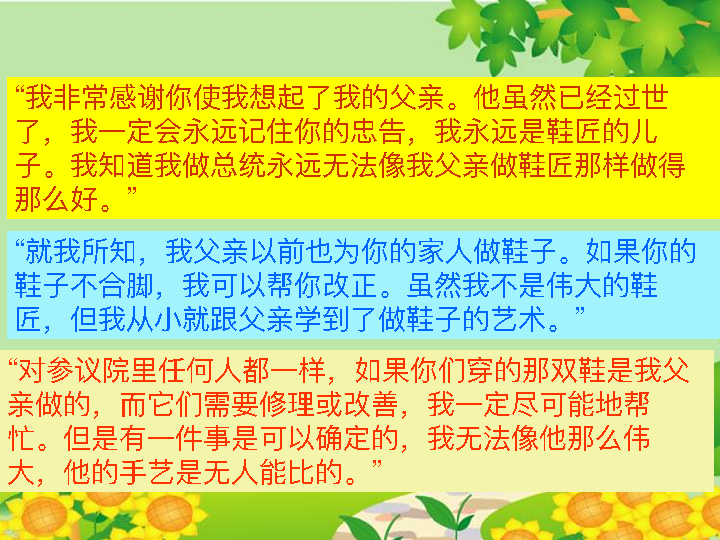 “我非常感谢你使我想起了我的父亲。他虽然已经过世
了，我一定会永远记住你的忠告，我永远是鞋匠的儿
子。我知道我做总统永远无法像我父亲做鞋匠那样做得
那么好。”
“就我所知，我父亲以前也为你的家人做鞋子。如果你的
鞋子不合脚，我可以帮你改正。虽然我不是伟大的鞋
匠，但我从小就跟父亲学到了做鞋子的艺术。”
“对参议院里任何人都一样，如果你们穿的那双鞋是我父
亲做的，而它们需要修理或改善，我一定尽可能地帮
忙。但是有一件事是可以确定的，我无法像他那么伟
大，他的手艺是无人能比的。”